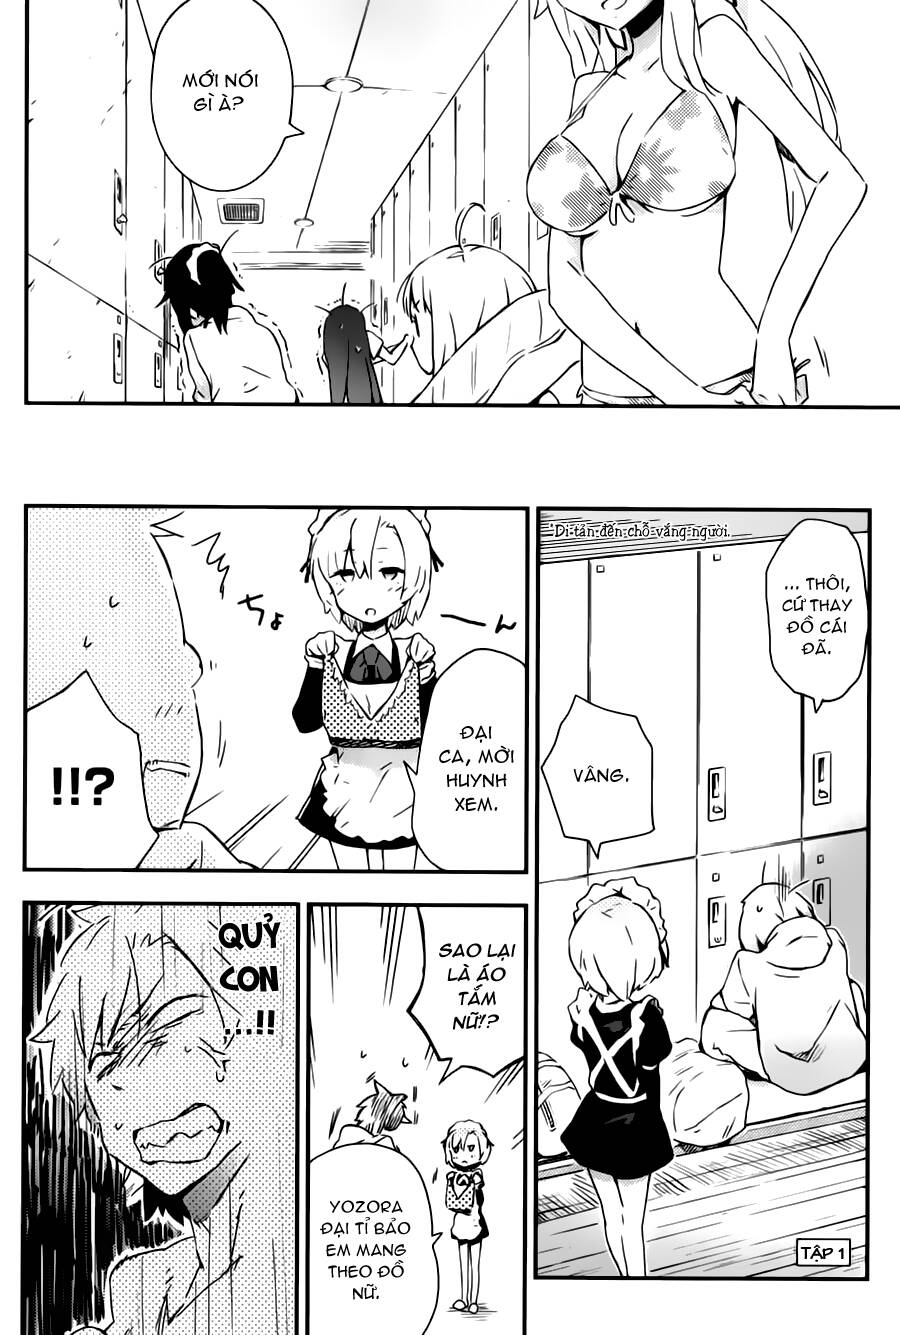 MỚI NÓI
GÌ À?
Di tản đến chỗ vắng người.
... THÔI,
CỨ THAY
ĐỒ CÁI
ĐÃ.
VÂNG.
TẬP 1
ちょ
ーん
ĐẠI
CA, MỜI
HUYNH
XEM.
!!?
SAO LẠI
LÀ ÁO
TẮM
NỮ!?
YOZORA
ĐẠI TỈ BẢO
EM MANG
THEO ĐỒ
NỮ.
QUỶ
CON
...!!